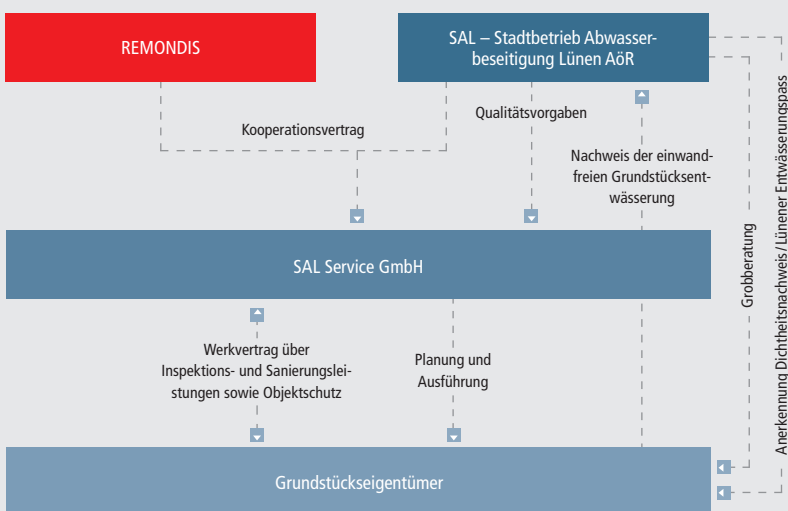 REMONDIS
SAL – Stadtbetrieb Abwasser-
beseitigung Lünen AöR
Kooperationsvertrag
Qualitätsvorgaben
Nachweis der einwand-
freien Grundstücksent-
wässerung
SAL Service GmbH
Werkvertrag über
Inspektions- und Sanierungslei-
stungen sowie Objektschutz
Planung und
Ausführung
Grundstückseigentümer
Grobberatung
Anerkennung Dichtheitsnachweis / Lünener Entwässerungspass